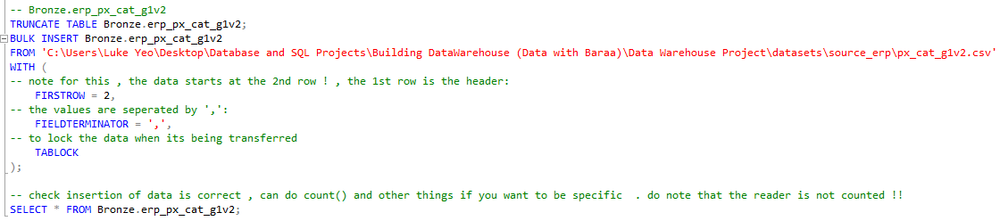 -- Bronze.erp_px_cat_g1v2
TRUNCATE TABLE Bronze.erp_px_cat_g1v2;
BULK INSERT Bronze.erp_px_cat_g1v2
FROM 'C:\Users\Luke Yeo\Desktop\Database and SQL Projects\Building DataWarehouse (Data with Baraa)\Data Warehouse Project\datasets\source_erp\px_cat_g1v2.csv'
WITH (
-- note for this , the data starts at the 2nd row ! , the 1st row is the header:
    FIRSTROW = 2,
-- the values are seperated by ',':
    FIELDTERMINATOR = ',',
-- to lock the data when its being transferred
    TABLOCK
);
-- check insertion of data is correct , can do count() and other things if you want to be specific  . do note that the reader is not counted !!
SELECT * FROM Bronze.erp_px_cat_g1v2;